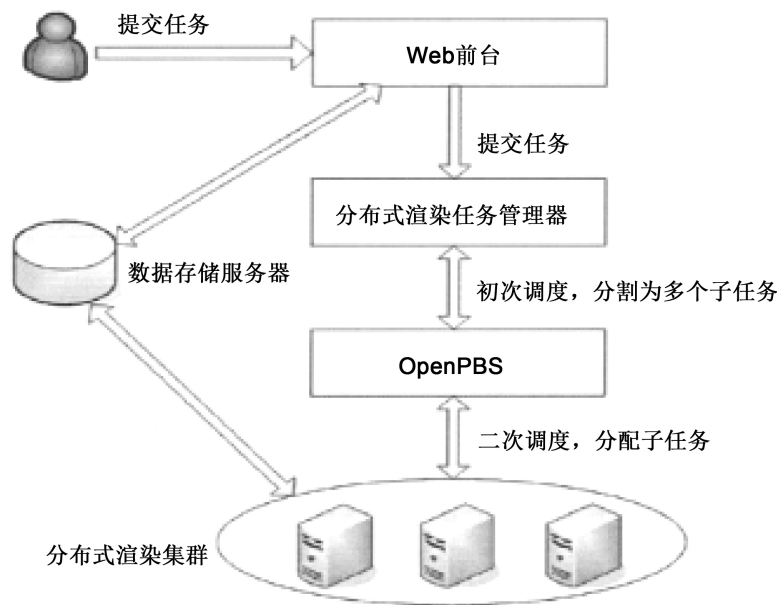 提交任务
Web前台
提交任务
分布式渲染任务管理器
数据存储服务器
初次调度，分割为多个子任务
OpenPBS
二次调度，分配子任务
分布式渲染集群